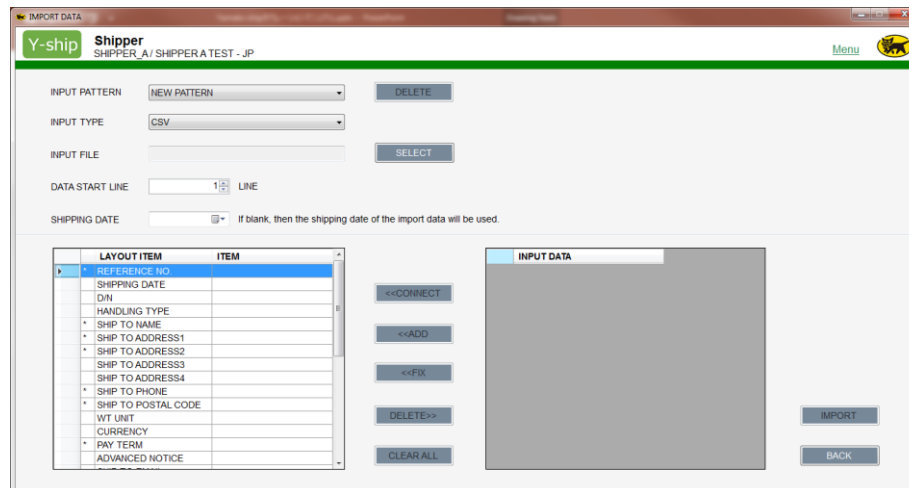 IMPORT DATA
Y-ship
Shipper
SHIPPER_A / SHIPPER A TEST - JP
Menu
INPUT PATTERN NEW PATTERN DELETE
INPUT TYPE CSV
INPUT FILE SELECT
DATA START LINE 1 LINE
SHIPPING DATE If blank, then the shipping date of the import data will be used.
LAYOUT ITEM ITEM INPUT DATA
* REFERENCE NO.
SHIPPING DATE
D/N
<<CONNECT
HANDLING TYPE
* SHIP TO NAME
* SHIP TO ADDRESS1
<<ADD
* SHIP TO ADDRESS2
SHIP TO ADDRESS3
SHIP TO ADDRESS4
<<FIX
* SHIP TO PHONE
* SHIP TO POSTAL CODE
WT UNIT
DELETE>> IMPORT
CURRENCY
* PAY TERM
ADVANCED NOTICE
CLEAR ALL BACK